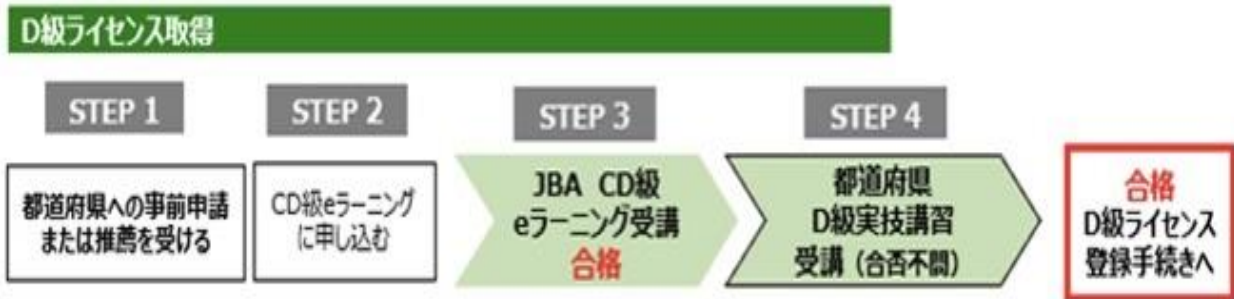 D級ライセンス取得
STEP 1
都道府県への事前申請
または推薦を受ける
STEP 2
CD級eラーニング
に申し込む
STEP 3
JBA CD級
eラーニング受講
合格
STEP 4
都道府県
D級実技講習
受講（合否不問）
合格
D級ライセンス
登録手続きへ